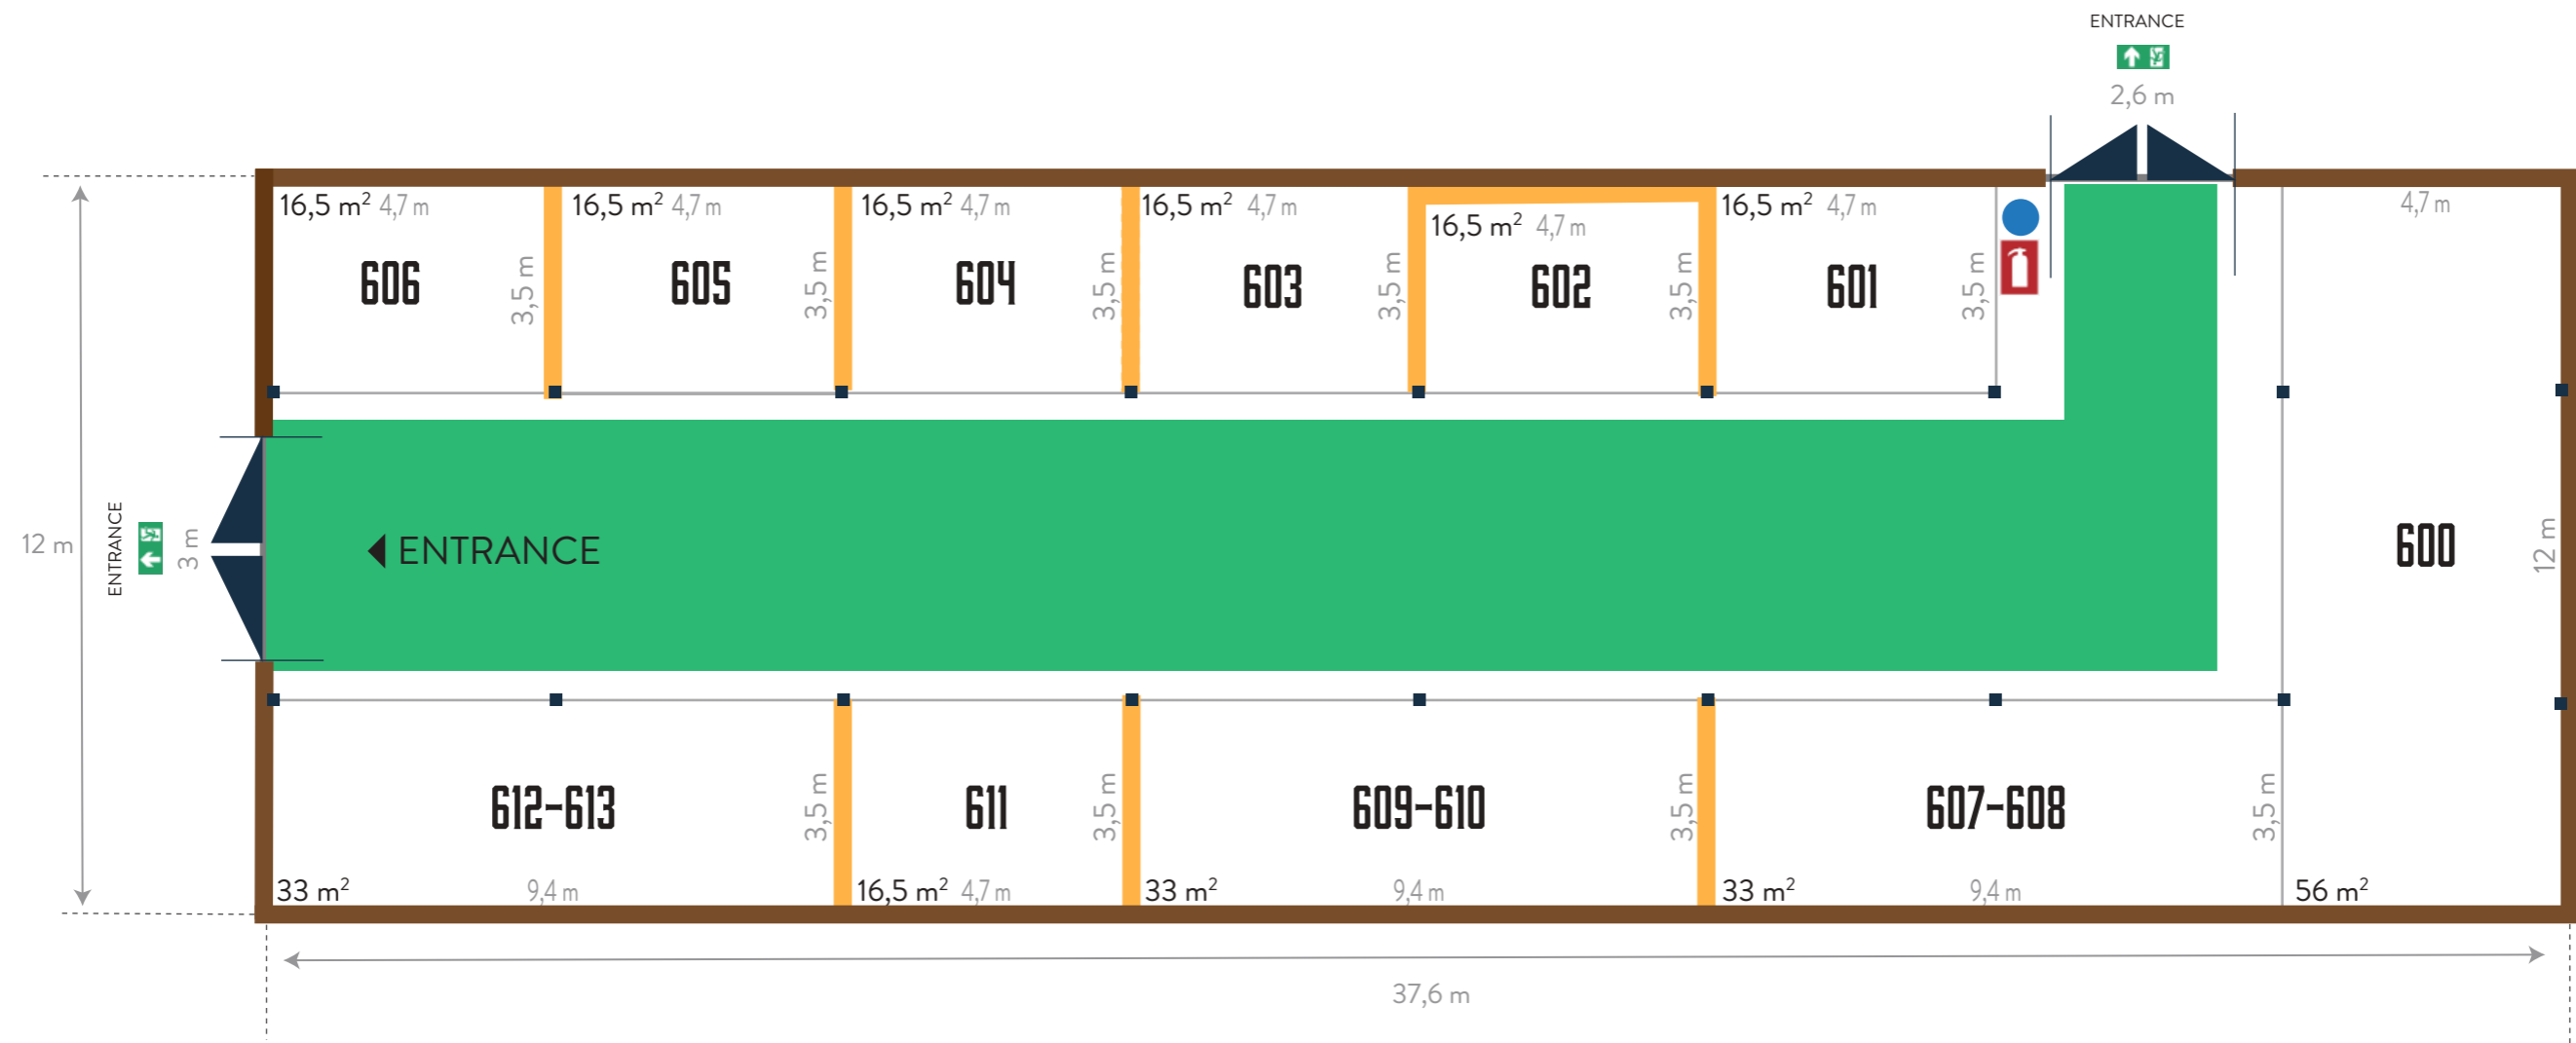 ENTRANCE
2,6 m
16,5 m² 4,7 m
16,5 m² 4,7 m
16,5 m² 4,7 m
16,5 m² 4,7 m
16,5 m² 4,7 m
16,5 m² 4,7 m
4,7 m
606
605
604
603
602
601
3,5 m
3,5 m
3,5 m
3,5 m
3,5 m
3,5 m
12 m
ENTRANCE
3 m
ENTRANCE
600
12 m
612-613
611
609-610
607-608
3,5 m
3,5 m
3,5 m
3,5 m
33 m²
9,4 m
16,5 m² 4,7 m
33 m²
9,4 m
33 m²
9,4 m
56 m²
37,6 m